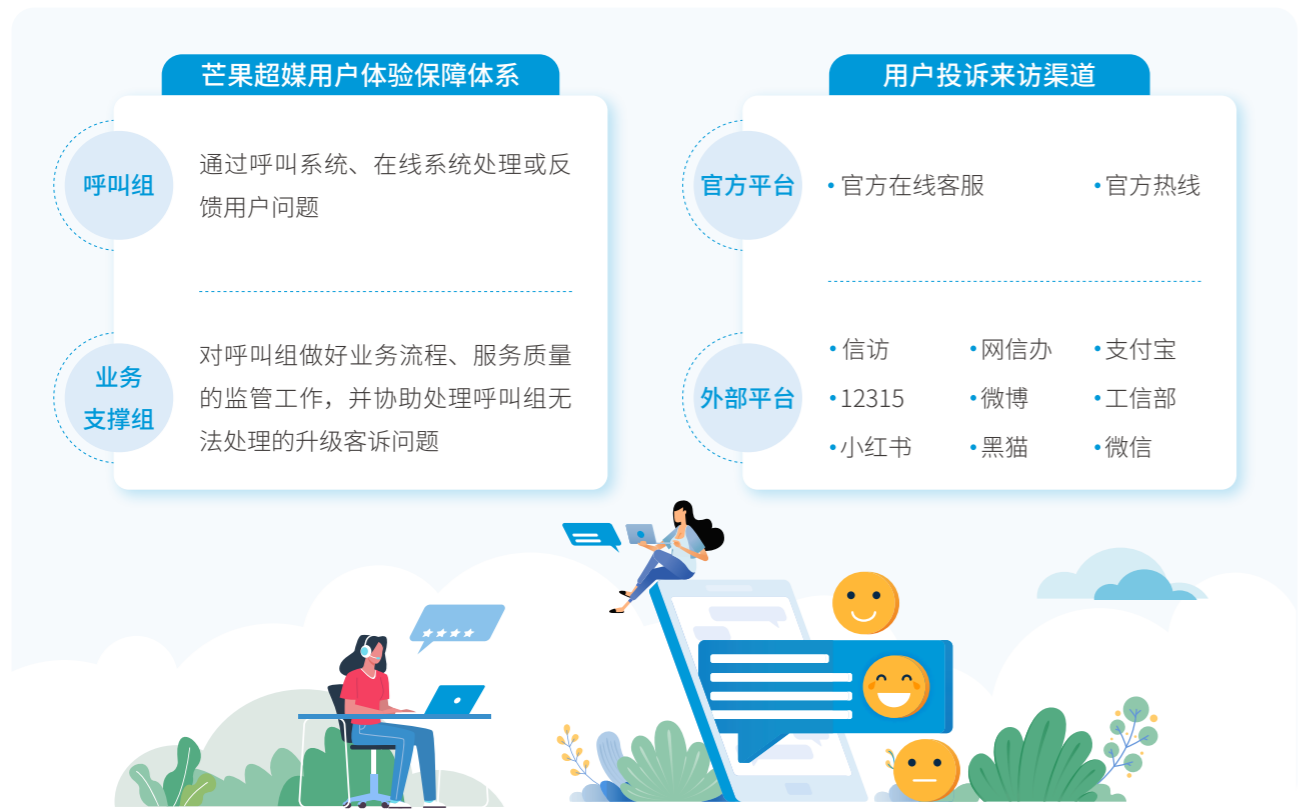 芒果超媒用户体验保障体系
呼叫组
通过呼叫系统、在线系统处理或反
馈用户问题
业务
支撑组
对呼叫组做好业务流程、服务质量
的监管工作，并协助处理呼叫组无
法处理的升级客诉问题
用户投诉来访渠道
官方平台
•官方在线客服 •官方热线
外部平台
•信访 •网信办 •支付宝
•12315 •微博 •工信部
•小红书 •黑猫 •微信